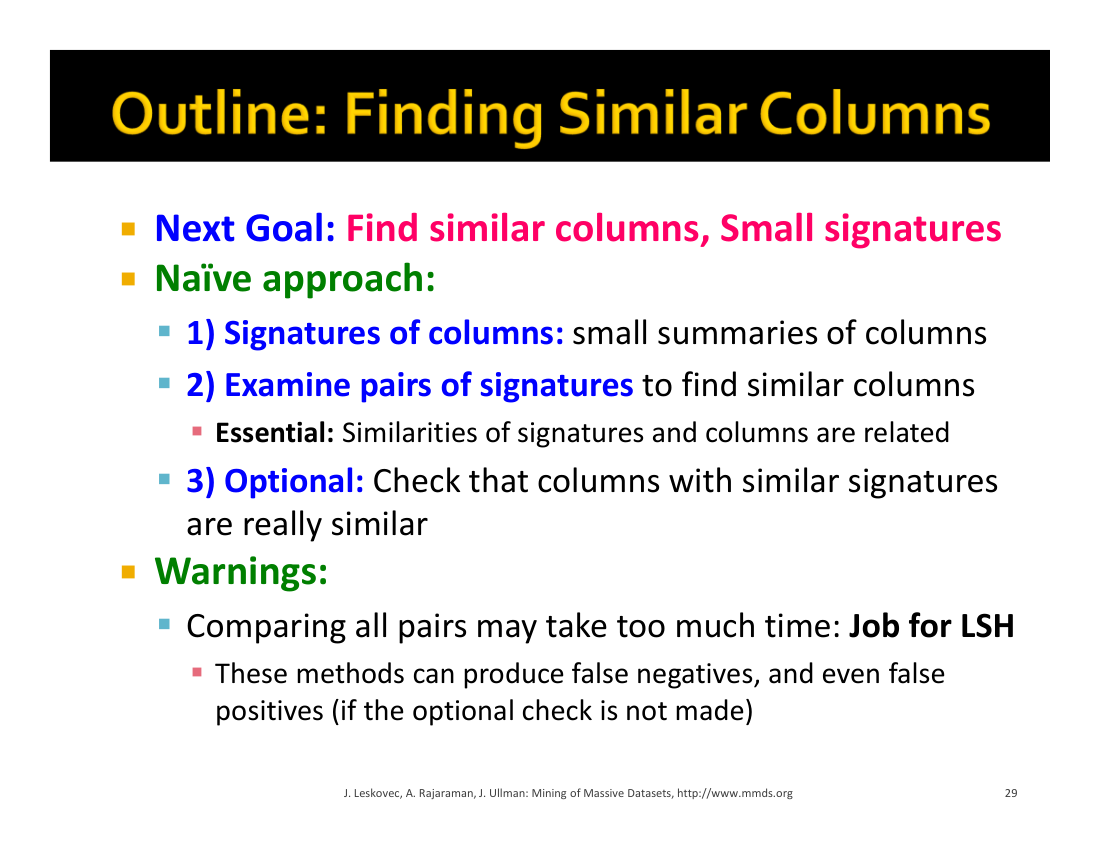 Outline: Finding Similar Columns
Next Goal: Find similar columns, Small signatures
Naïve approach:
1) Signatures of columns: small summaries of columns
2) Examine pairs of signatures to find similar columns
Essential: Similarities of signatures and columns are related
3) Optional: Check that columns with similar signatures
are really similar
Warnings:
Comparing all pairs may take too much time: Job for LSH
These methods can produce false negatives, and even false
positives (if the optional check is not made)
J. Leskovec, A. Rajaraman, J. Ullman: Mining of Massive Datasets, http://www.mmds.org
29